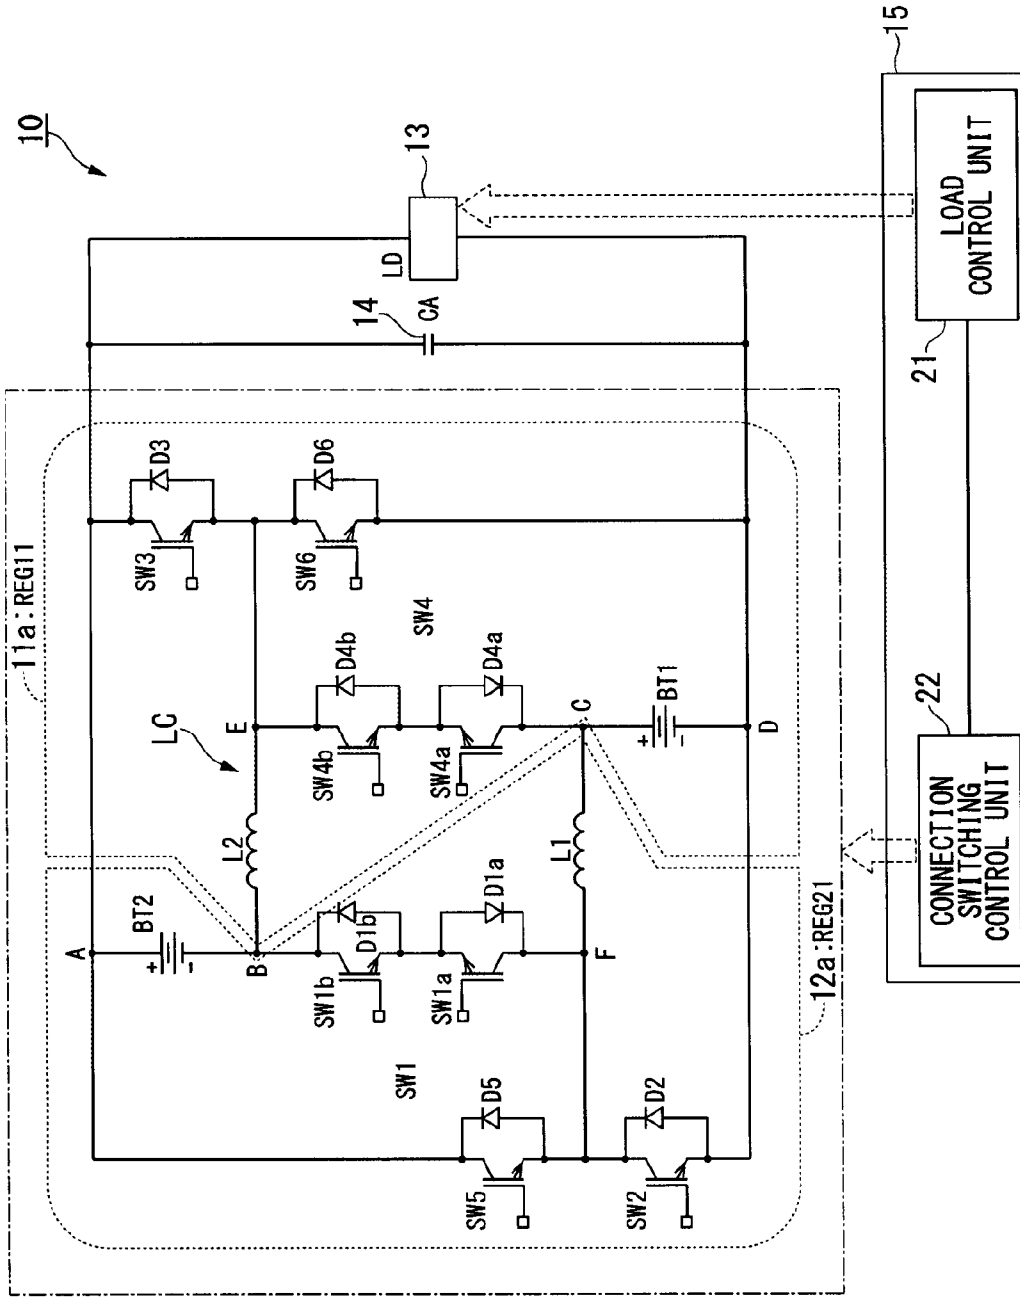 10
11a:REG11
LC
A
BT2
+
-
B
L2
E
SW3
D3
SW6
D6
14
CA
LD
13
SW1b
D1b
SW4b
D4b
SW1
SW1a
D1a
SW4a
D4a
SW4
SW5
D5
F
L1
C
SW2
D2
BT1
+
-
D
12a:REG21
22
CONNECTION
SWITCHING
CONTROL UNIT
21
LOAD
CONTROL UNIT
15